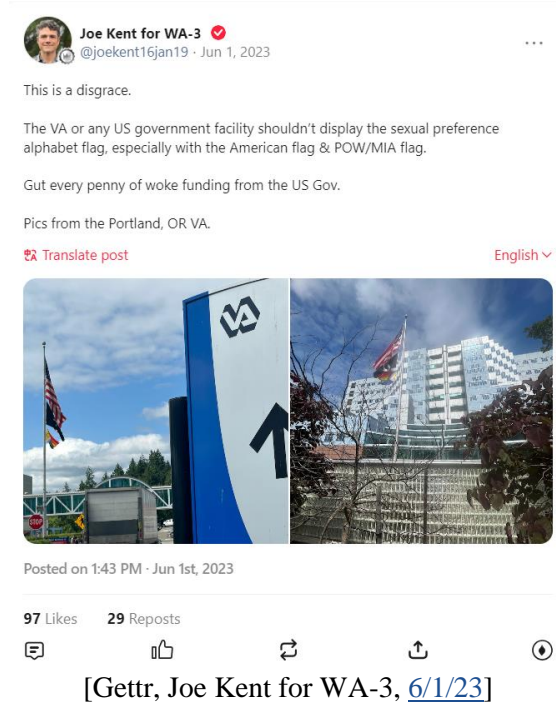 Joe Kent for WA-3
@joekent16jan19 · Jun 1, 2023
This is a disgrace.
The VA or any US government facility shouldn't display the sexual preference
alphabet flag, especially with the American flag & POW/MIA flag.
Gut every penny of woke funding from the US Gov.
Pics from the Portland, OR VA.
Translate post
English
VA
STOP
Posted on 1:43 PM · Jun 1st, 2023
97 Likes 29 Reposts
[Gettr, Joe Kent for WA-3, 6/1/23]